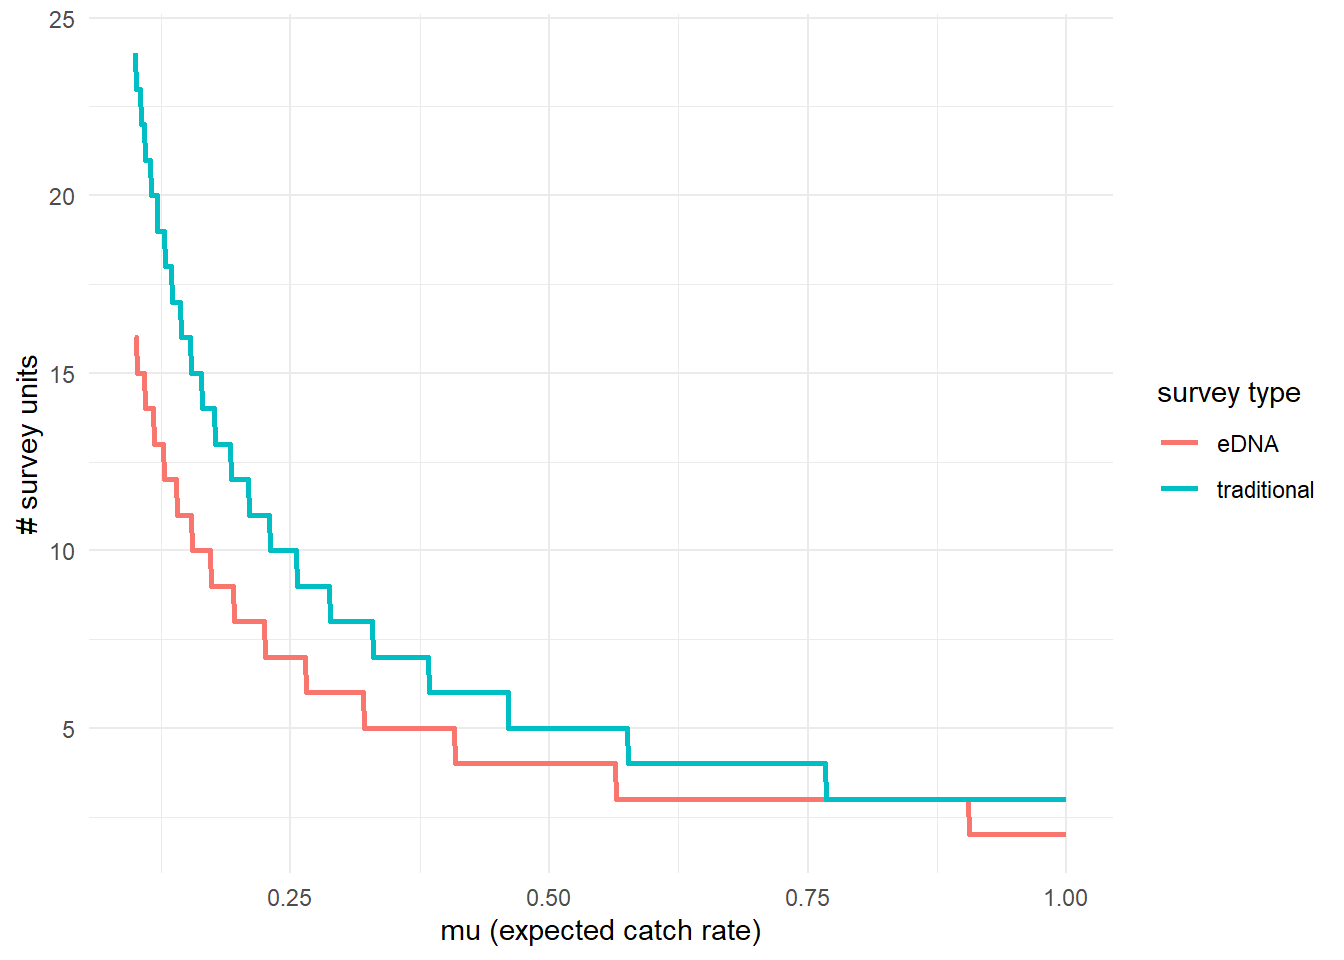 25
20
15
10
5
# survey units
0.25 0.50 0.75 1.00
mu (expected catch rate)
survey type
eDNA
traditional